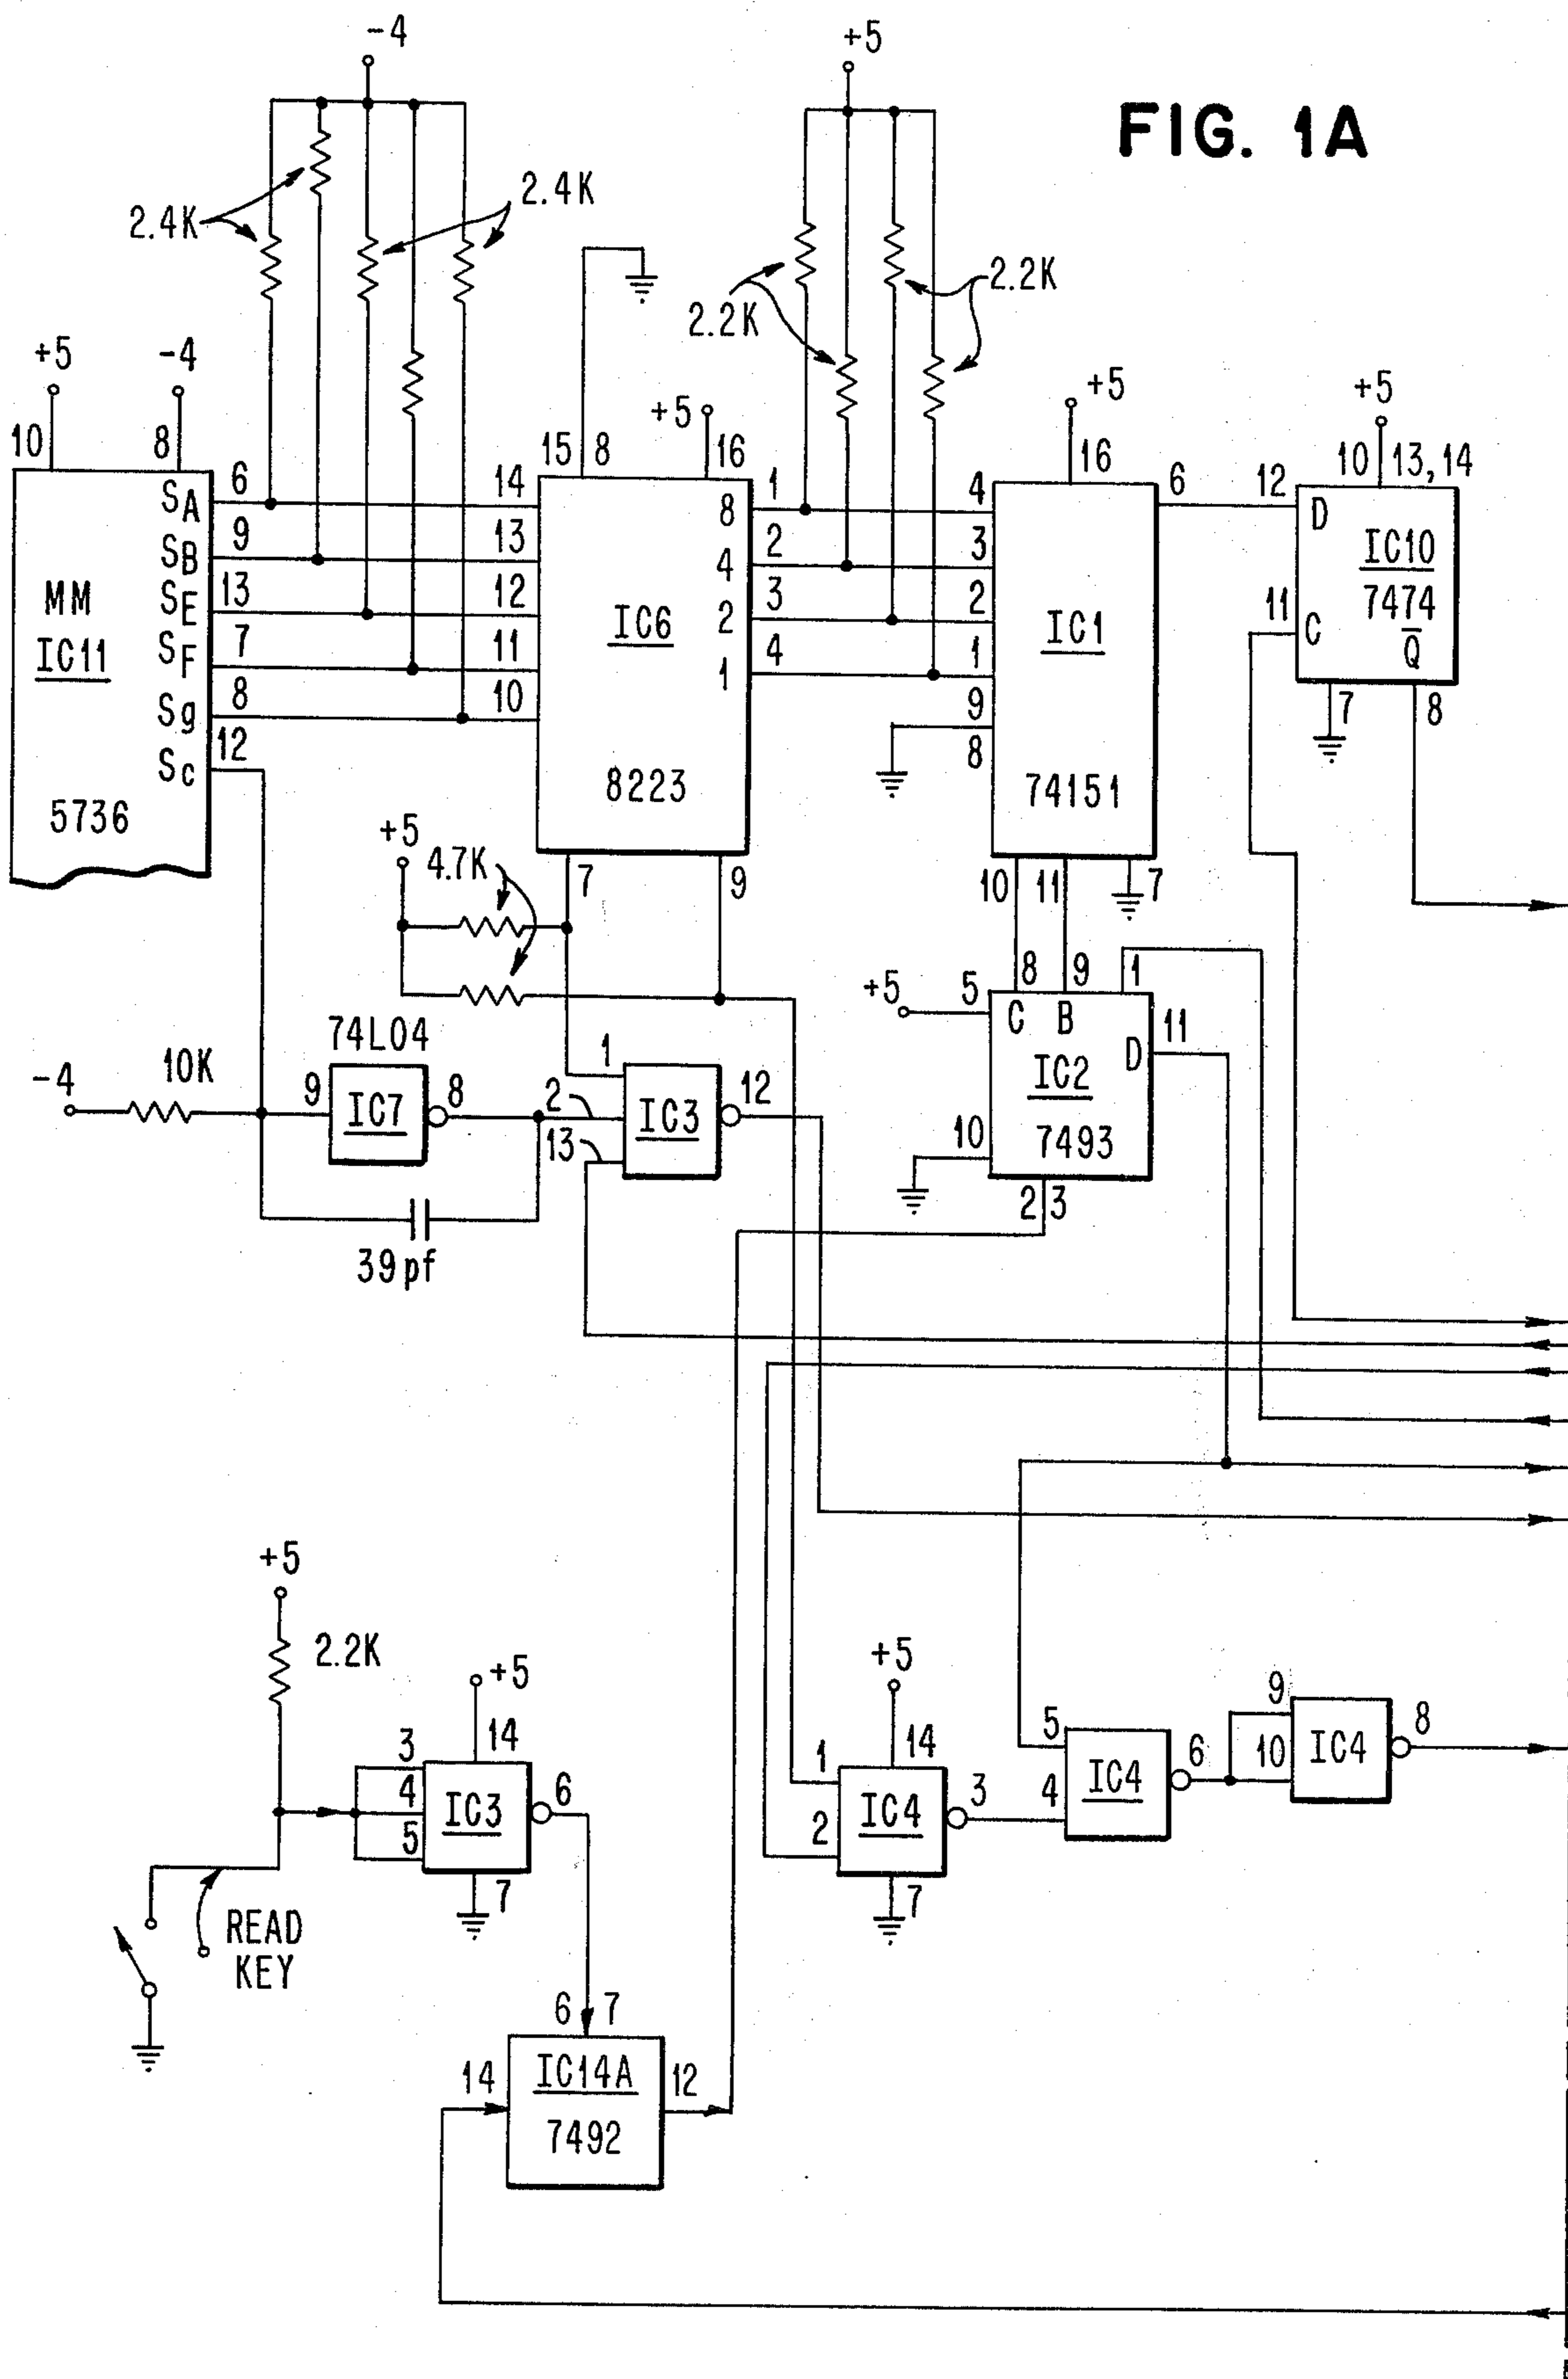 FIG. 1A
-4
+5
2.4K
2.4K
2.2K
2.2K
+5
-4
10
8
15
8
+5
16
+5
16
+5
10
13, 14
MM
IC11
5736
SA
SB
SE
SF
Sg
Sc
6
9
13
7
8
12
14
13
12
11
10
IC6
8223
8
4
2
1
1
2
3
4
4
3
2
1
9
8
IC1
74151
6
12
D
IC10
7474
Q̅
11
C
7
8
+5
4.7K
7
9
10
11
7
8
9
1
+5
5
C B
D
11
IC2
7493
10
2
3
-4
10K
74L04
9
IC7
8
1
2
13
IC3
12
39pf
+5
2.2K
+5
14
3
4
5
IC3
6
7
READ
KEY
+5
14
1
2
IC4
3
7
5
4
IC4
6
9
10
IC4
8
6
7
14
IC14A
7492
12